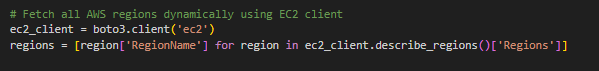 # Fetch all AWS regions dynamically using EC2 client
ec2_client = boto3.client('ec2')
regions = [region['RegionName'] for region in ec2_client.describe_regions()['Regions']]